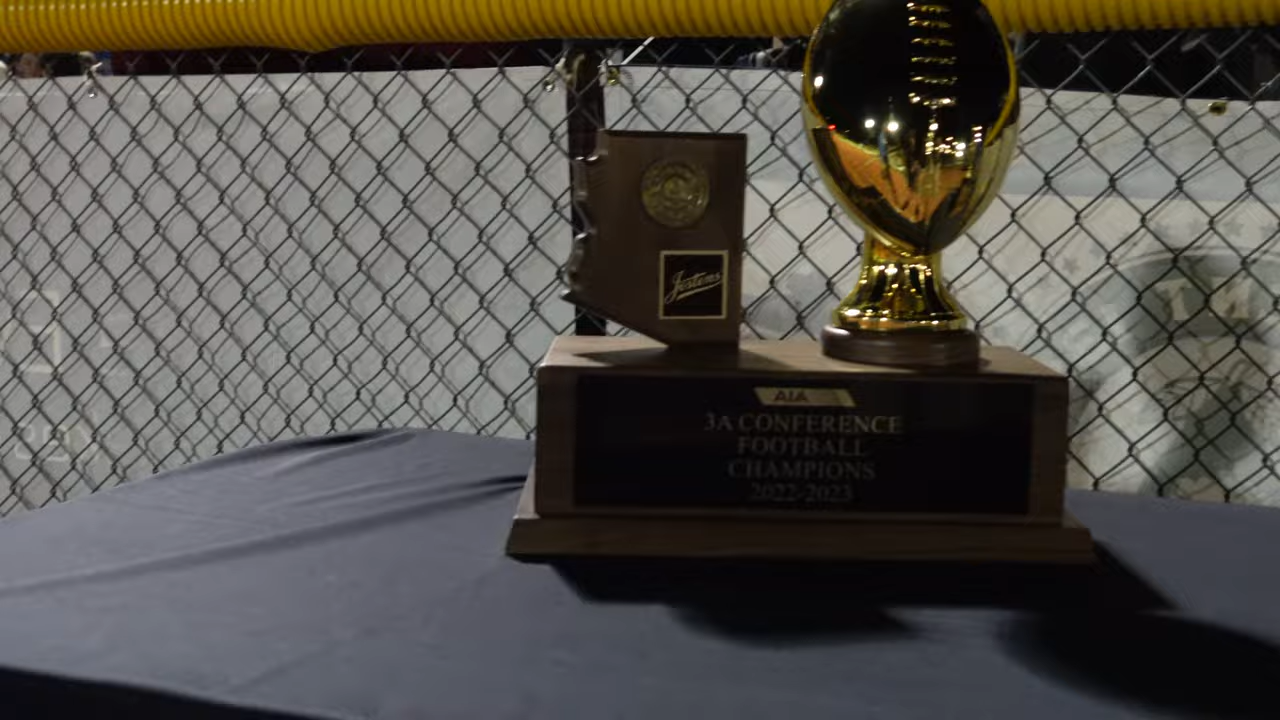 Jostens
AIA
3A CONFERENCE
FOOTBALL
CHAMPIONS
2022-2023